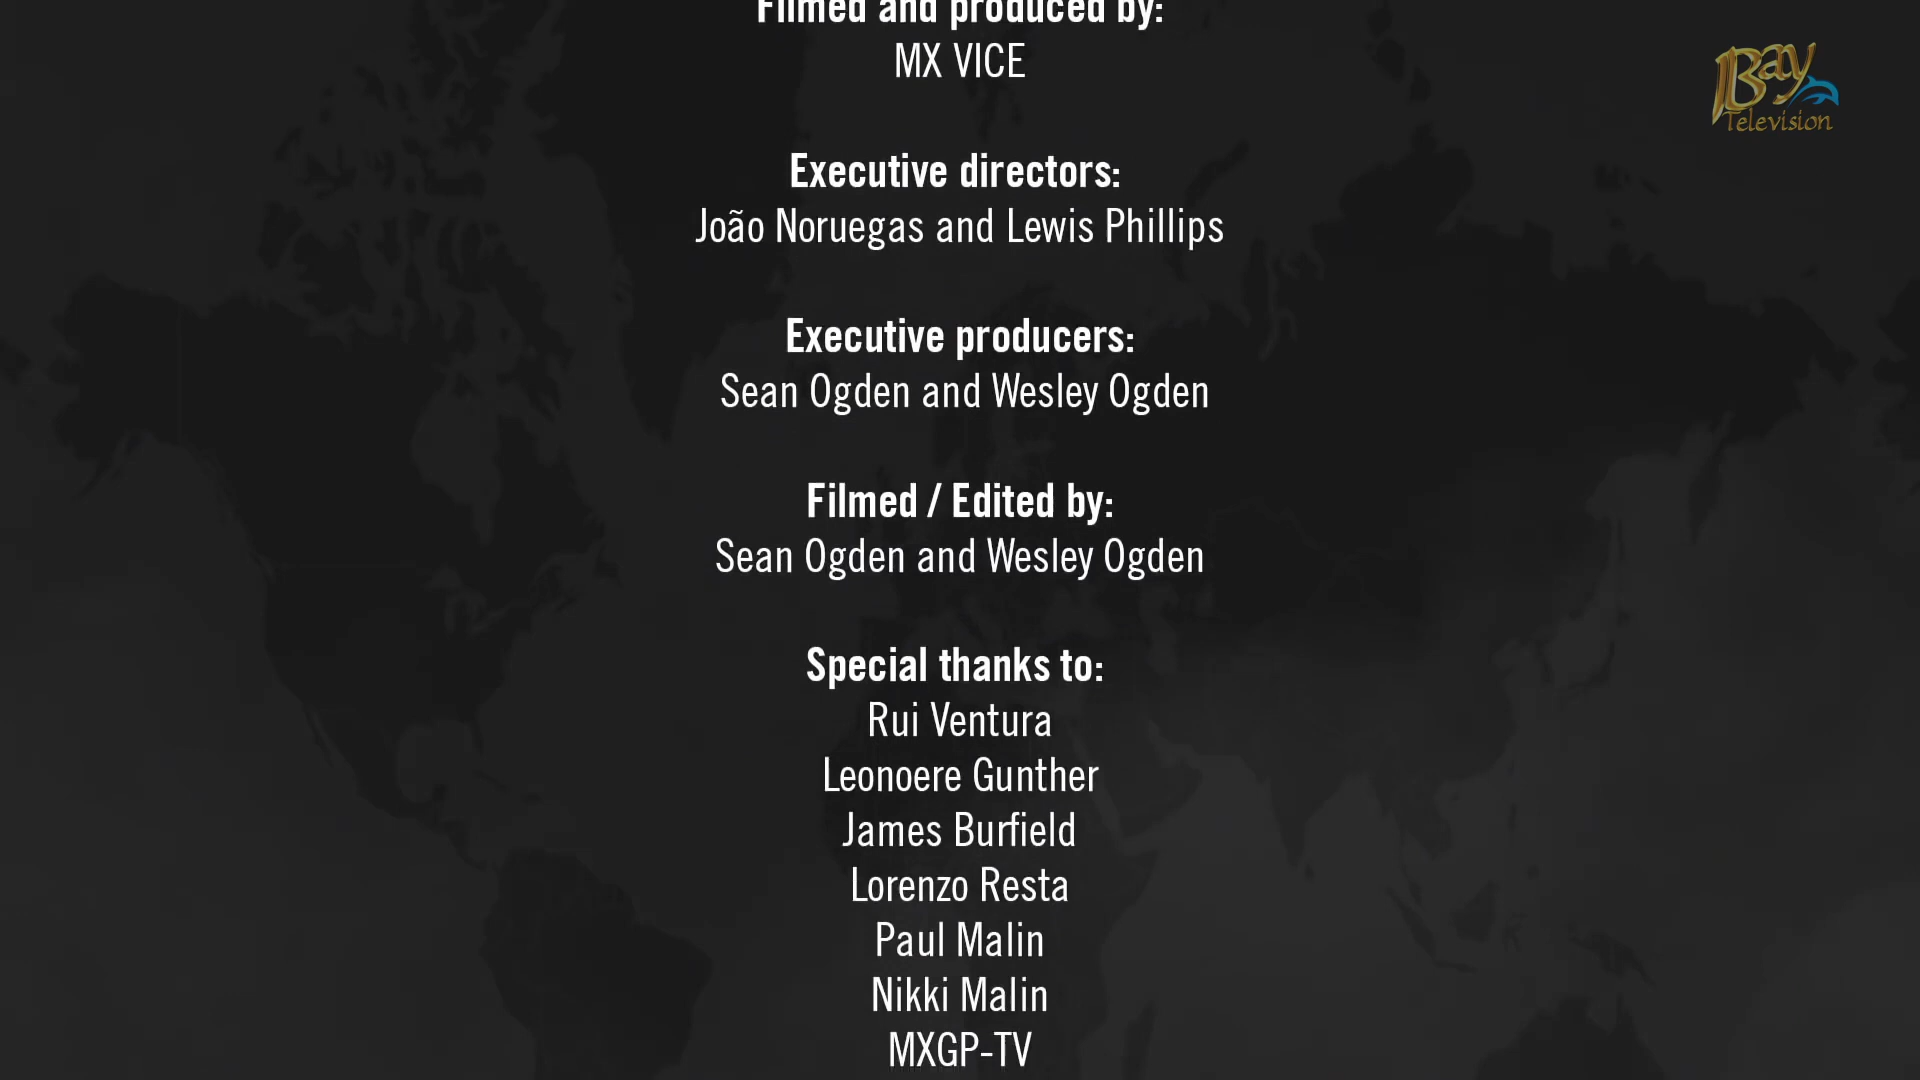 Filmed and produced by:
MX VICE
Bay
Television
Executive directors:
João Noruegas and Lewis Phillips
Executive producers:
Sean Ogden and Wesley Ogden
Filmed / Edited by:
Sean Ogden and Wesley Ogden
Special thanks to:
Rui Ventura
Leonoere Gunther
James Burfield
Lorenzo Resta
Paul Malin
Nikki Malin
MXGP-TV